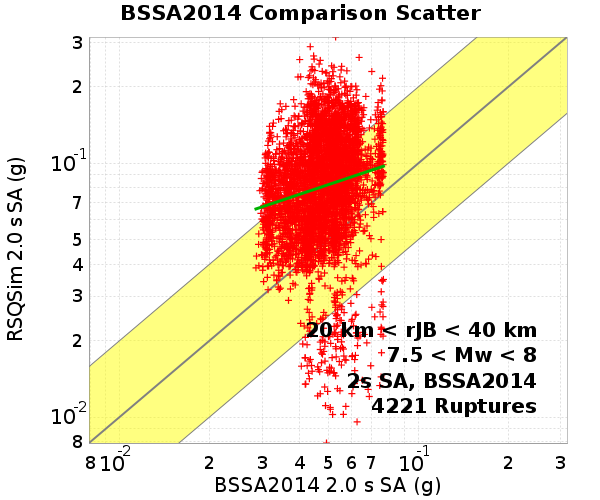 BSSA2014 Comparison Scatter
RSQSim 2.0 s SA (g)
3
2
10-1
7
5
4
3
2
10-2
8
20 km < rJB < 40 km
7.5 < Mw < 8
2s SA, BSSA2014
4221 Ruptures
8 10-2 2 3 4 5 6 7 10-1 2 3
BSSA2014 2.0 s SA (g)